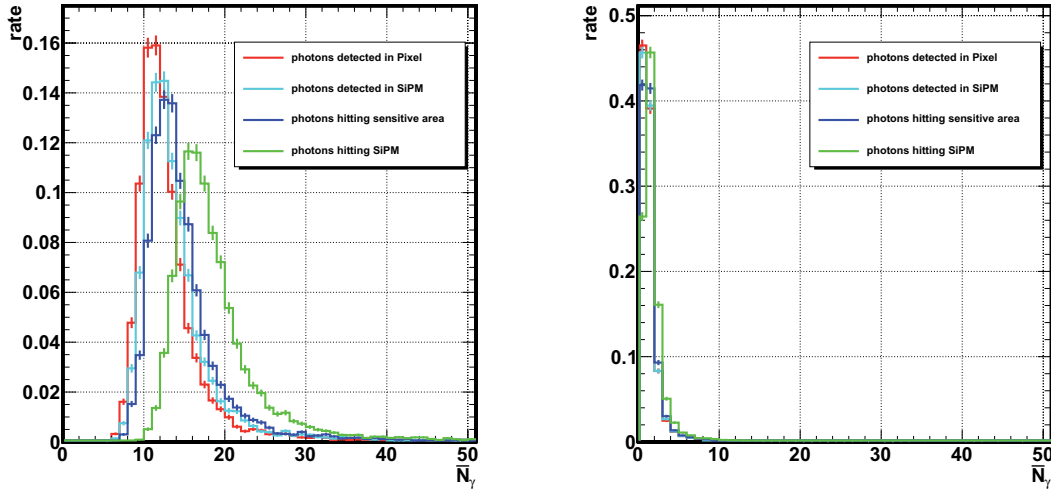 rate
0.16
0.14
0.12
0.1
0.08
0.06
0.04
0.02
0
0 10 20 30 40 50
N̅γ
photons detected in Pixel
photons detected in SiPM
photons hitting sensitive area
photons hitting SiPM
rate
0.5
0.4
0.3
0.2
0.1
0
0 10 20 30 40 50
N̅γ
photons detected in Pixel
photons detected in SiPM
photons hitting sensitive area
photons hitting SiPM